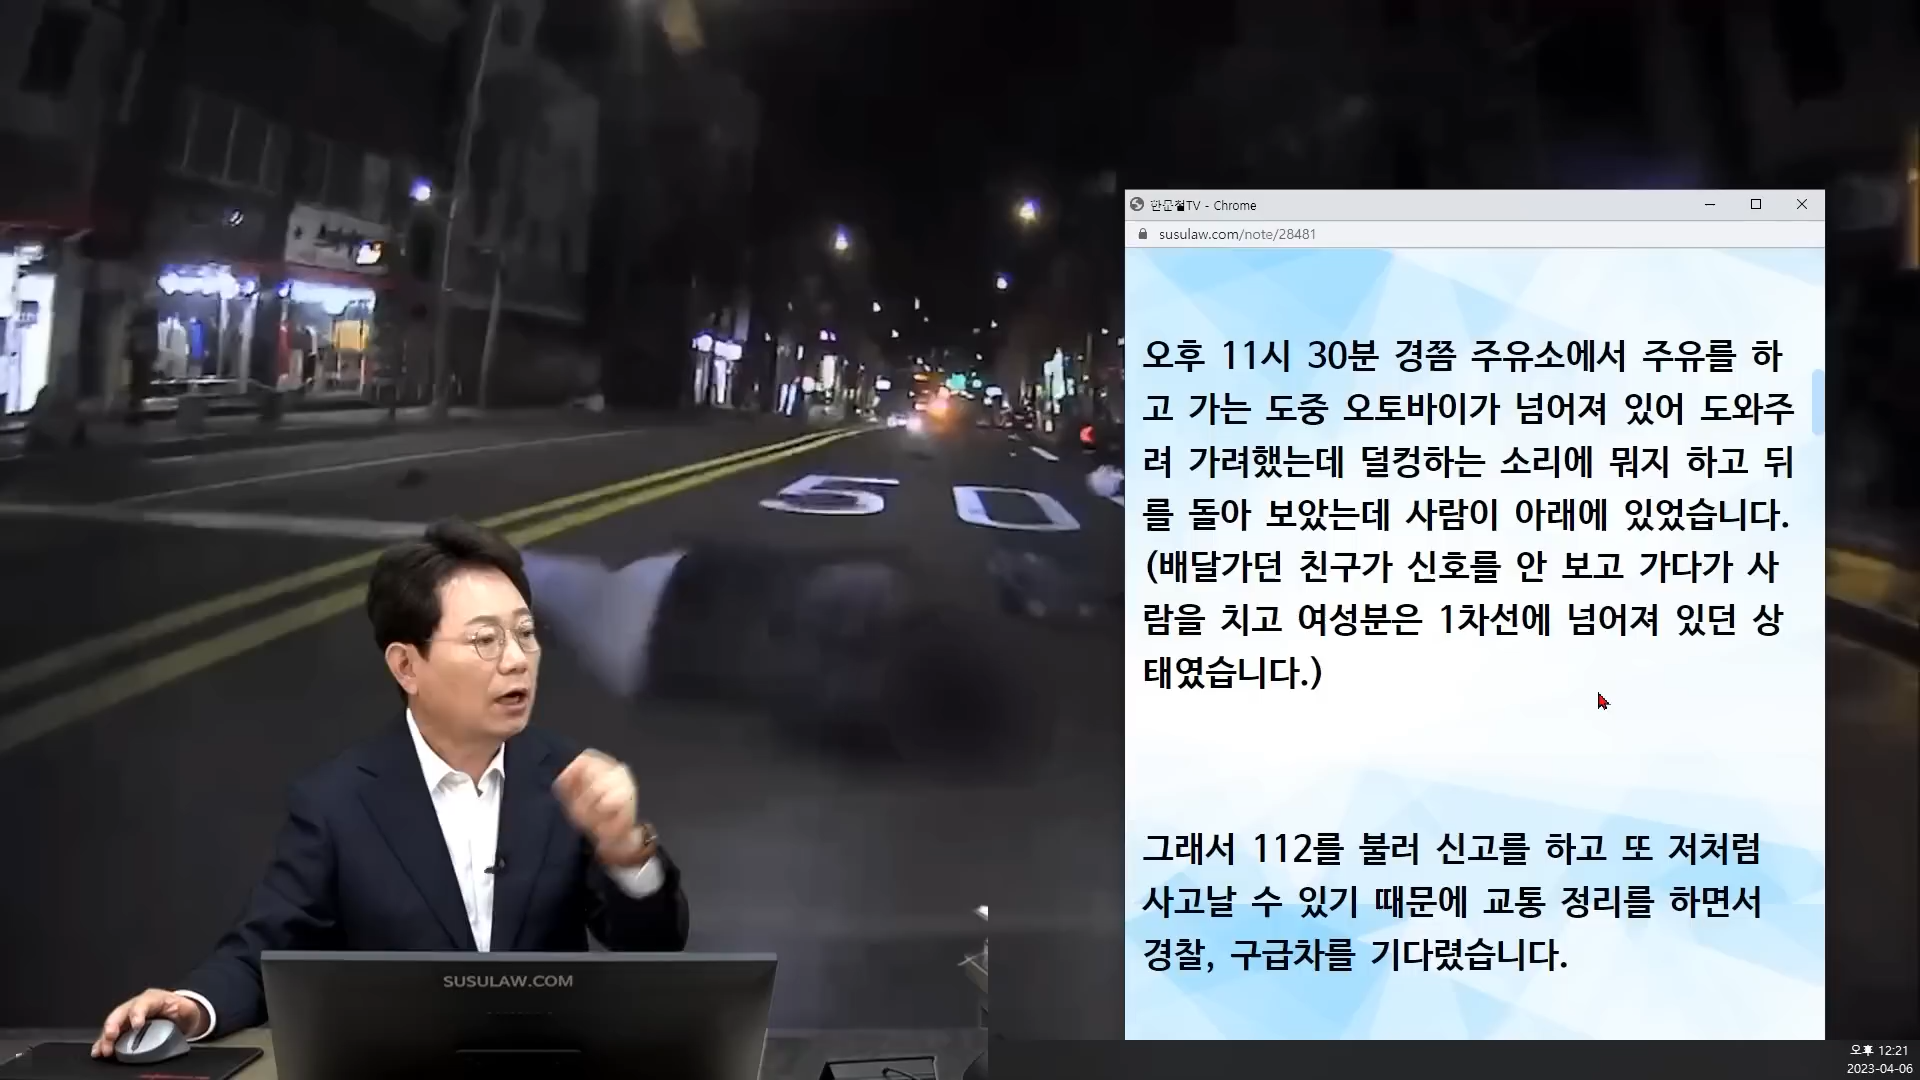 50
한문철TV - Chrome
susulaw.com/note/28481
오후 11시 30분 경쯤 주유소에서 주유를 하
고 가는 도중 오토바이가 넘어져 있어 도와주
려 가려했는데 덜컹하는 소리에 뭐지 하고 뒤
를 돌아 보았는데 사람이 아래에 있었습니다.
(배달가던 친구가 신호를 안 보고 가다가 사
람을 치고 여성분은 1차선에 넘어져 있던 상
태였습니다.)
그래서 112를 불러 신고를 하고 또 저처럼
사고날 수 있기 때문에 교통 정리를 하면서
경찰, 구급차를 기다렸습니다.
SUSULAW.COM
오후 12:21
2023-04-06